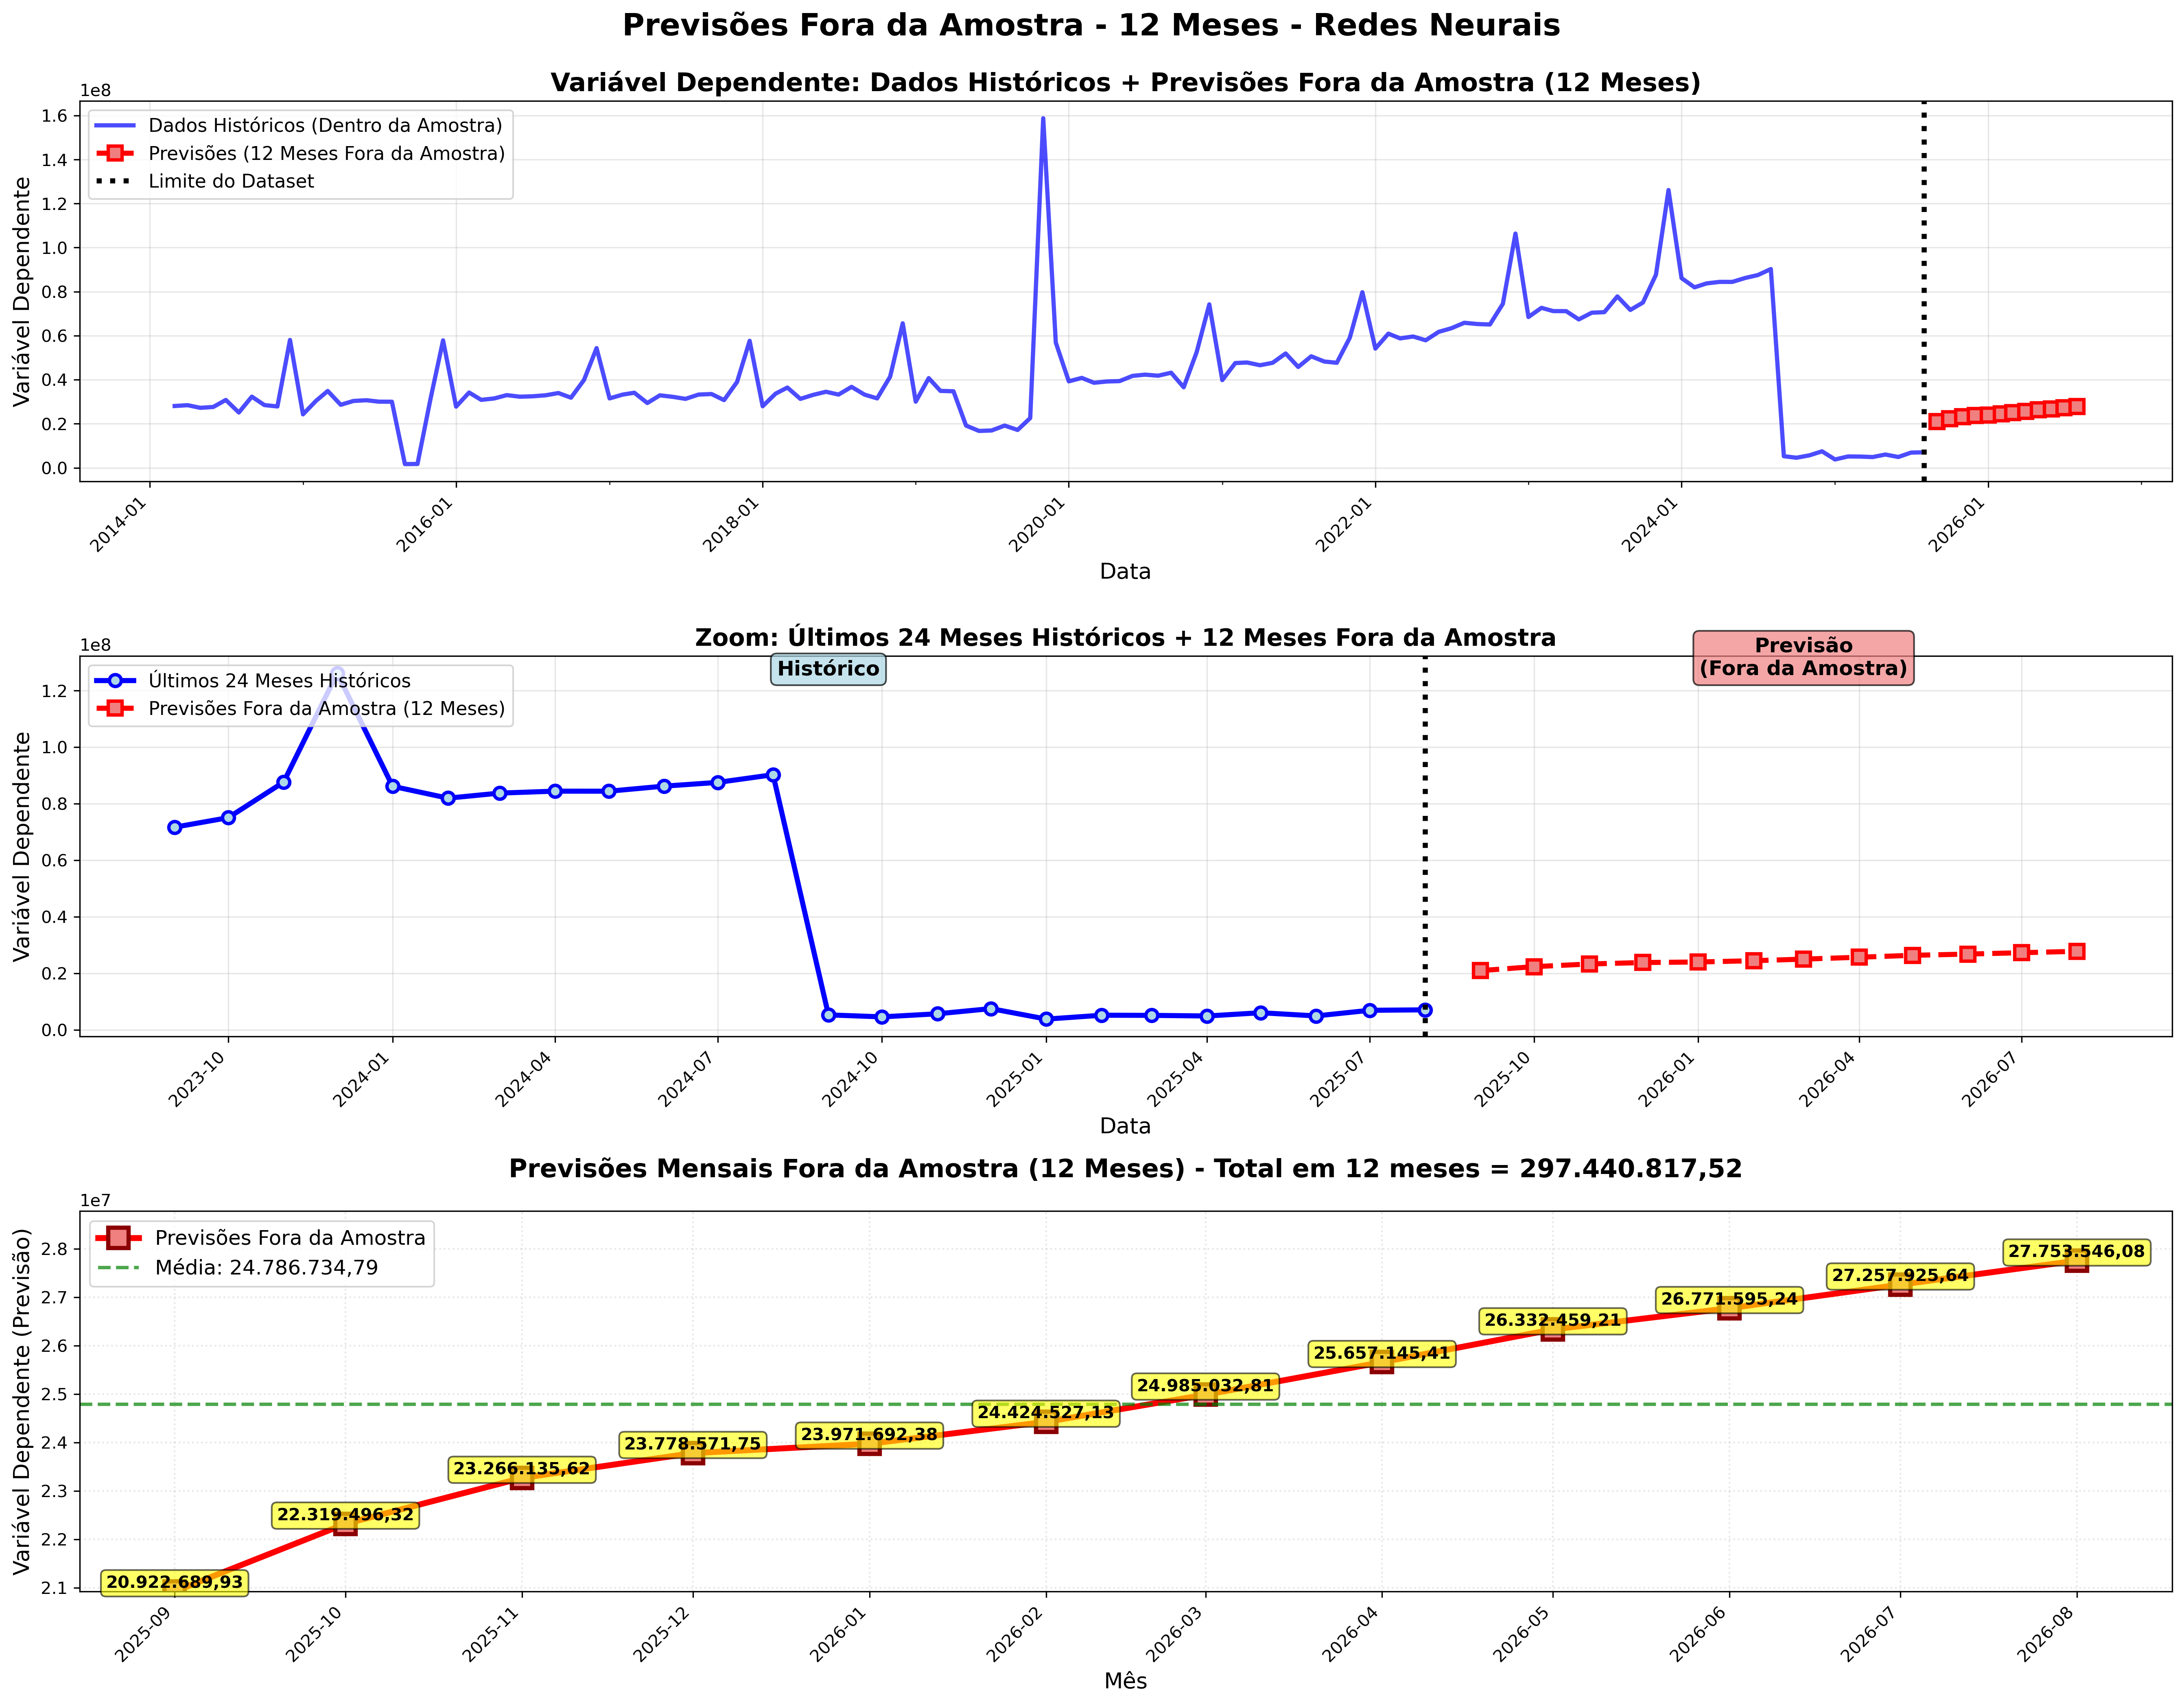 Previsões Fora da Amostra - 12 Meses - Redes Neurais
Variável Dependente: Dados Históricos + Previsões Fora da Amostra (12 Meses)
1e8
Dados Históricos (Dentro da Amostra)
Previsões (12 Meses Fora da Amostra)
Limite do Dataset
Variável Dependente
1.6
1.4
1.2
1.0
0.8
0.6
0.4
0.2
0.0
2014-01
2016-01
2018-01
2020-01
2022-01
2024-01
2026-01
Data
Zoom: Últimos 24 Meses Históricos + 12 Meses Fora da Amostra
1e8
Histórico
Previsão
(Fora da Amostra)
Últimos 24 Meses Históricos
Previsões Fora da Amostra (12 Meses)
Variável Dependente
1.2
1.0
0.8
0.6
0.4
0.2
0.0
2023-10
2024-01
2024-04
2024-07
2024-10
2025-01
2025-04
2025-07
2025-10
2026-01
2026-04
2026-07
Data
Previsões Mensais Fora da Amostra (12 Meses) - Total em 12 meses = 297.440.817,52
1e7
Previsões Fora da Amostra
Média: 24.786.734,79
Variável Dependente (Previsão)
2.8
2.7
2.6
2.5
2.4
2.3
2.2
2.1
20.922.689,93
22.319.496,32
23.266.135,62
23.778.571,75
23.971.692,38
24.424.527,13
24.985.032,81
25.657.145,41
26.332.459,21
26.771.595,24
27.257.925,64
27.753.546,08
2025-09
2025-10
2025-11
2025-12
2026-01
2026-02
2026-03
2026-04
2026-05
2026-06
2026-07
2026-08
Mês